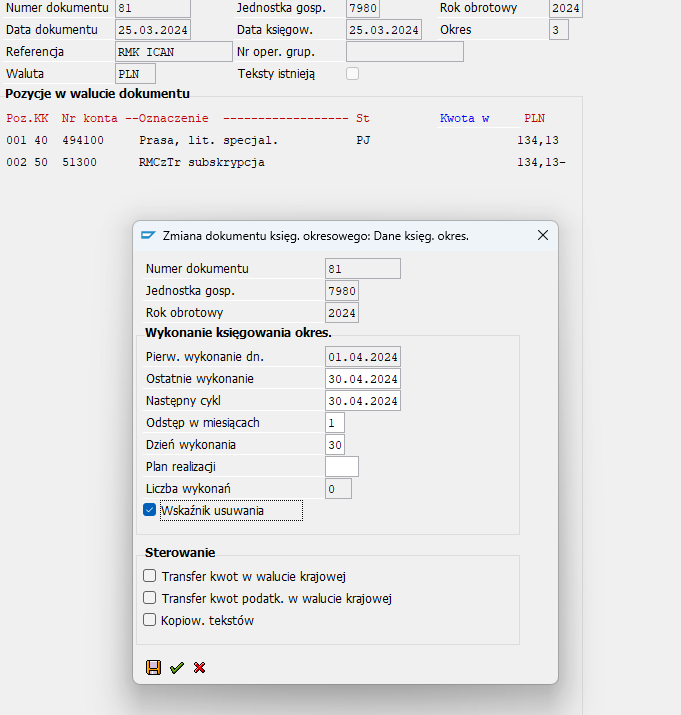 Numer dokumentu 81 Jednostka gosp. 7980 Rok obrotowy 2024
Data dokumentu 25.03.2024 Data księgow. 25.03.2024 Okres 3
Referencja RMK ICAN Nr oper. grup.
Waluta PLN Teksty istnieją
Pozycje w walucie dokumentu
Poz.KK Nr konta --Oznaczenie ------------------ St Kwota w PLN
001 40 494100 Prasa, lit. specjal. PJ 134,13
002 50 51300 RMCzTr subskrypcja 134,13-
Zmiana dokumentu księg. okresowego: Dane księg. okres.
Numer dokumentu 81
Jednostka gosp. 7980
Rok obrotowy 2024
Wykonanie księgowania okres.
Pierw. wykonanie dn. 01.04.2024
Ostatnie wykonanie 30.04.2024
Następny cykl 30.04.2024
Odstęp w miesiącach 1
Dzień wykonania 30
Plan realizacji
Liczba wykonań 0
Wskaźnik usuwania
Sterowanie
Transfer kwot w walucie krajowej
Transfer kwot podatk. w walucie krajowej
Kopiow. tekstów